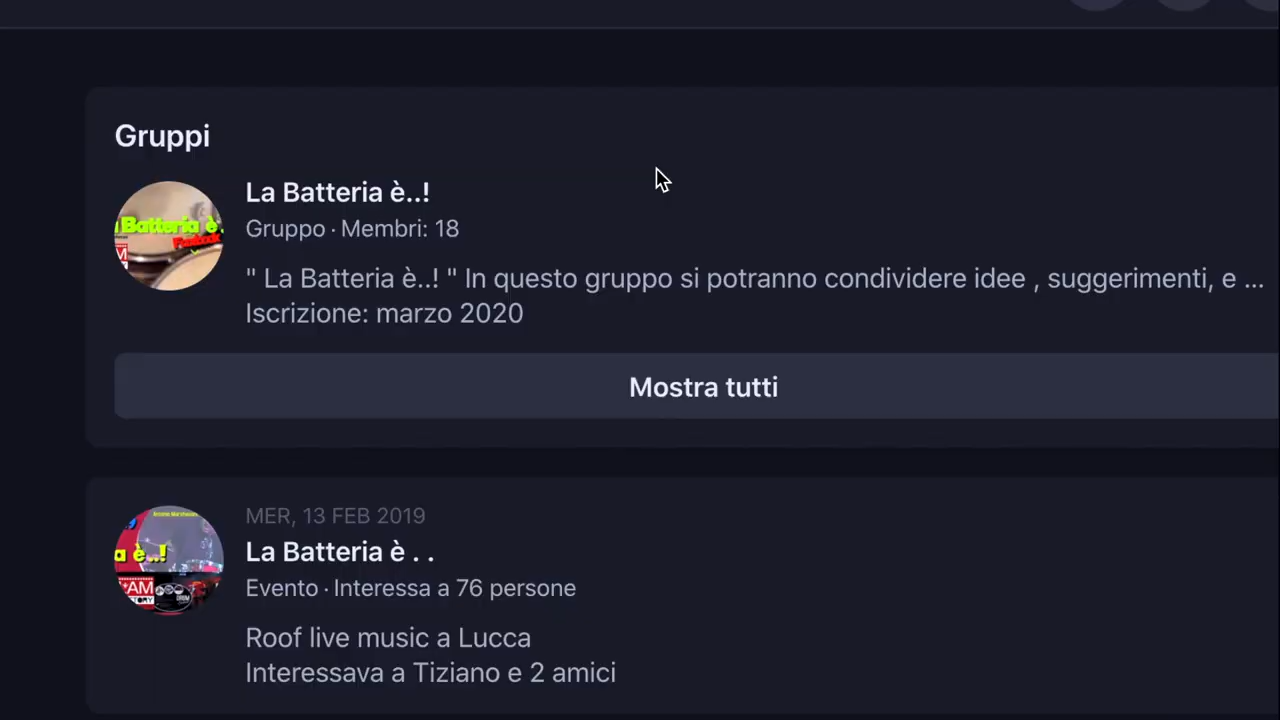 Gruppi
La Batteria è..!
Gruppo · Membri: 18
" La Batteria è..! " In questo gruppo si potranno condividere idee , suggerimenti, e ...
Iscrizione: marzo 2020
Mostra tutti
MER, 13 FEB 2019
La Batteria è . .
Evento · Interessa a 76 persone
Roof live music a Lucca
Interessava a Tiziano e 2 amici
Batteria è.
a è..!